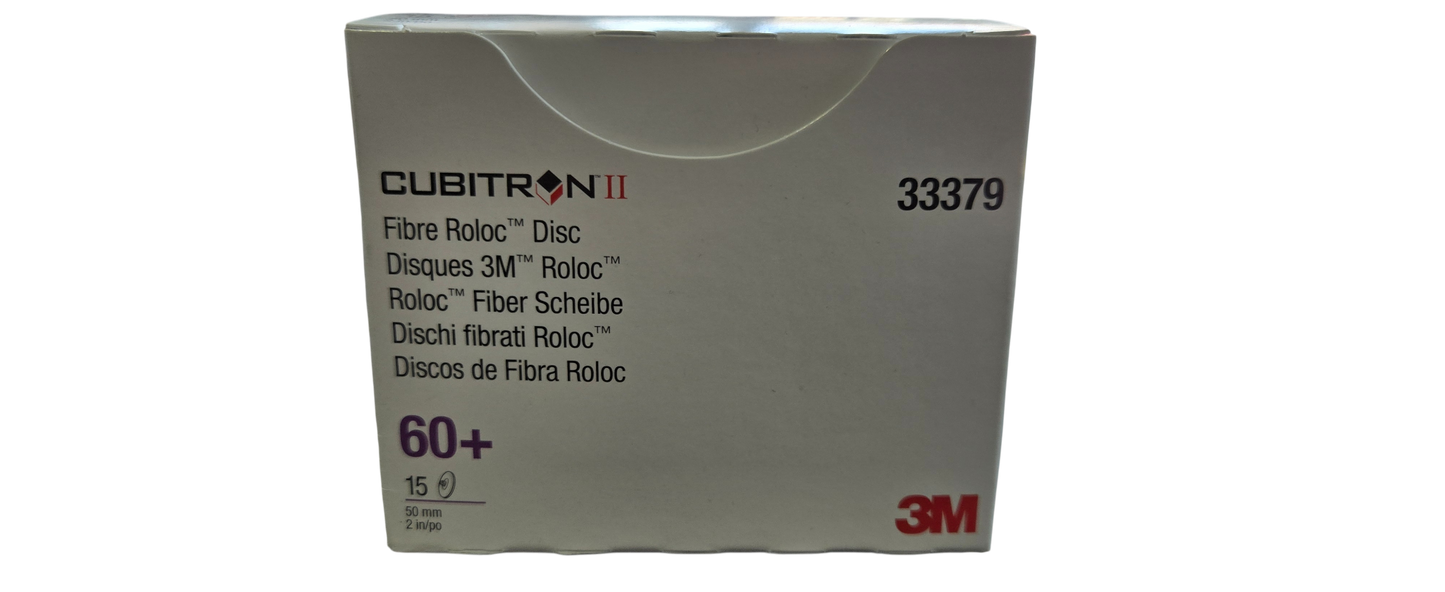 CUBITRON™ II
33379
Fibre Roloc™ Disc
Disques 3M™ Roloc™
Roloc™ Fiber Scheibe
Dischi fibrati Roloc™
Discos de Fibra Roloc
60+
15
50 mm
2 in/po
3M